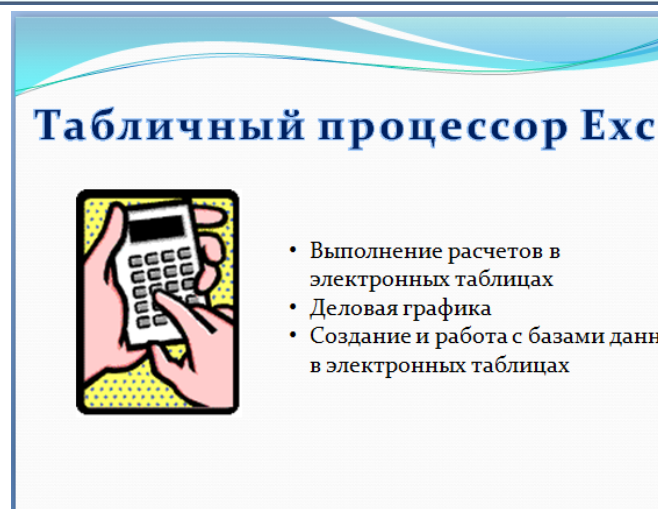 Табличный процессор Exc
• Выполнение расчетов в
электронных таблицах
• Деловая графика
• Создание и работа с базами данн
в электронных таблицах